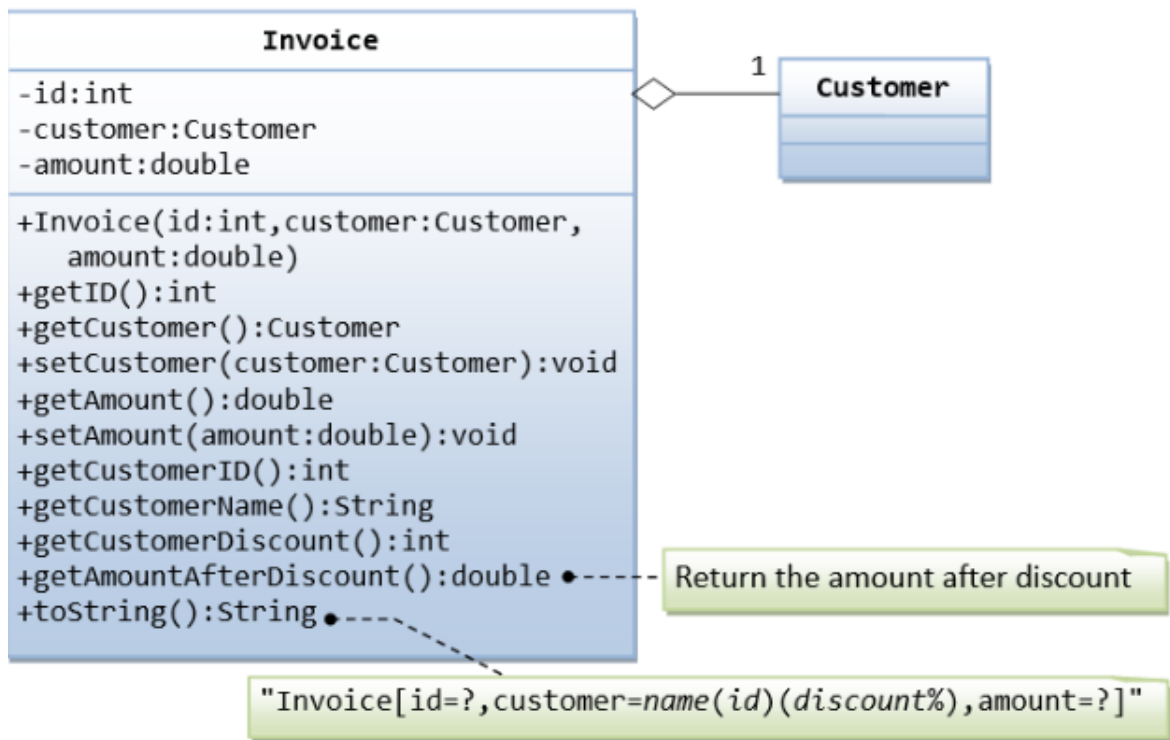 Invoice
-id:int
-customer:Customer
-amount:double
1
Customer
+Invoice(id:int,customer:Customer,
amount:double)
+getID():int
+getCustomer():Customer
+setCustomer(customer:Customer):void
+getAmount():double
+setAmount(amount:double):void
+getCustomerID():int
+getCustomerName():String
+getCustomerDiscount():int
+getAmountAfterDiscount():double
Return the amount after discount
+toString():String
"Invoice[id=?,customer=name(id)(discount%),amount=?]"